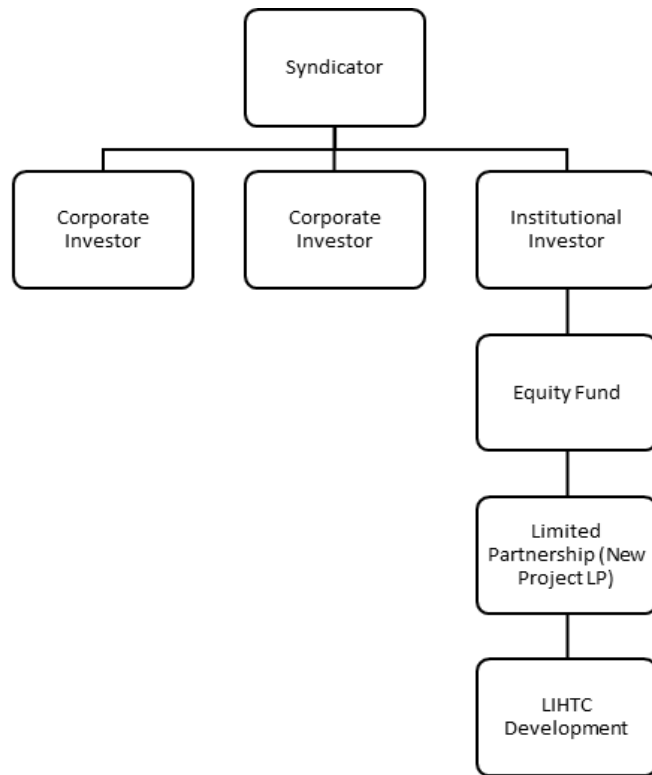 Syndicator
Corporate
Investor
Corporate
Investor
Institutional
Investor
Equity Fund
Limited
Partnership (New
Project LP)
LIHTC
Development